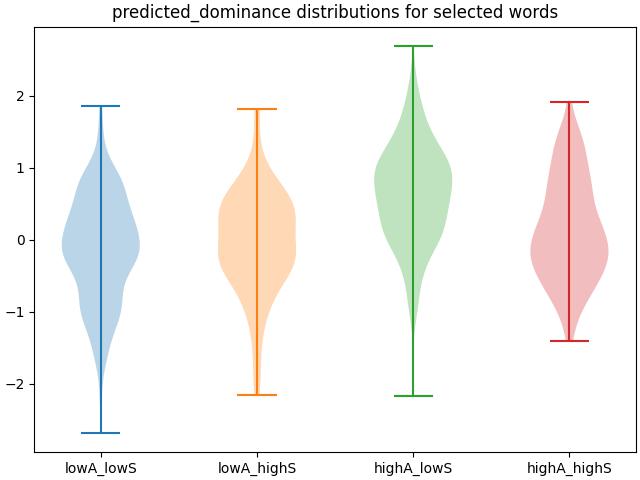 predicted_dominance distributions for selected words
2
1
0
−1
−2
lowA_lowS
lowA_highS
highA_lowS
highA_highS